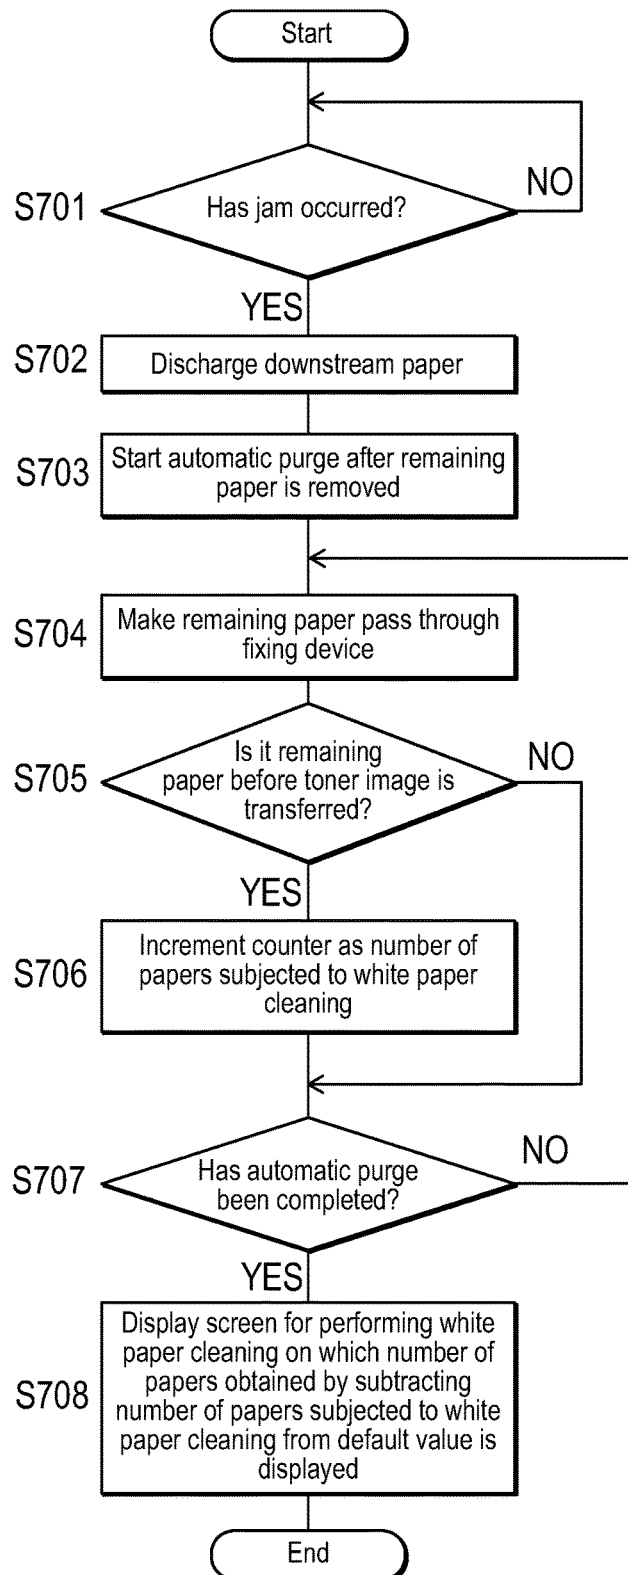 Start
NO
S701
Has jam occurred?
YES
S702
Discharge downstream paper
S703
Start automatic purge after remaining
paper is removed
S704
Make remaining paper pass through
fixing device
S705
Is it remaining
paper before toner image is
transferred?
NO
YES
S706
Increment counter as number of
papers subjected to white paper
cleaning
S707
Has automatic purge
been completed?
NO
YES
S708
Display screen for performing white
paper cleaning on which number of
papers obtained by subtracting
number of papers subjected to white
paper cleaning from default value is
displayed
End